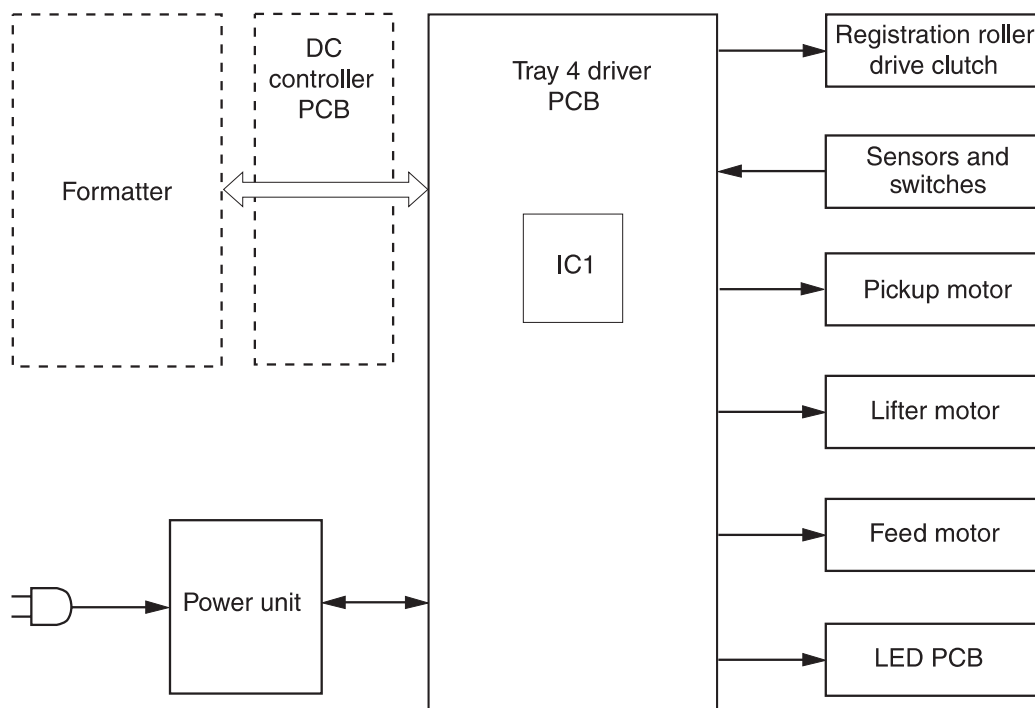 Formatter
DC
controller
PCB
Tray 4 driver
PCB
IC1
Power unit
Registration roller
drive clutch
Sensors and
switches
Pickup motor
Lifter motor
Feed motor
LED PCB